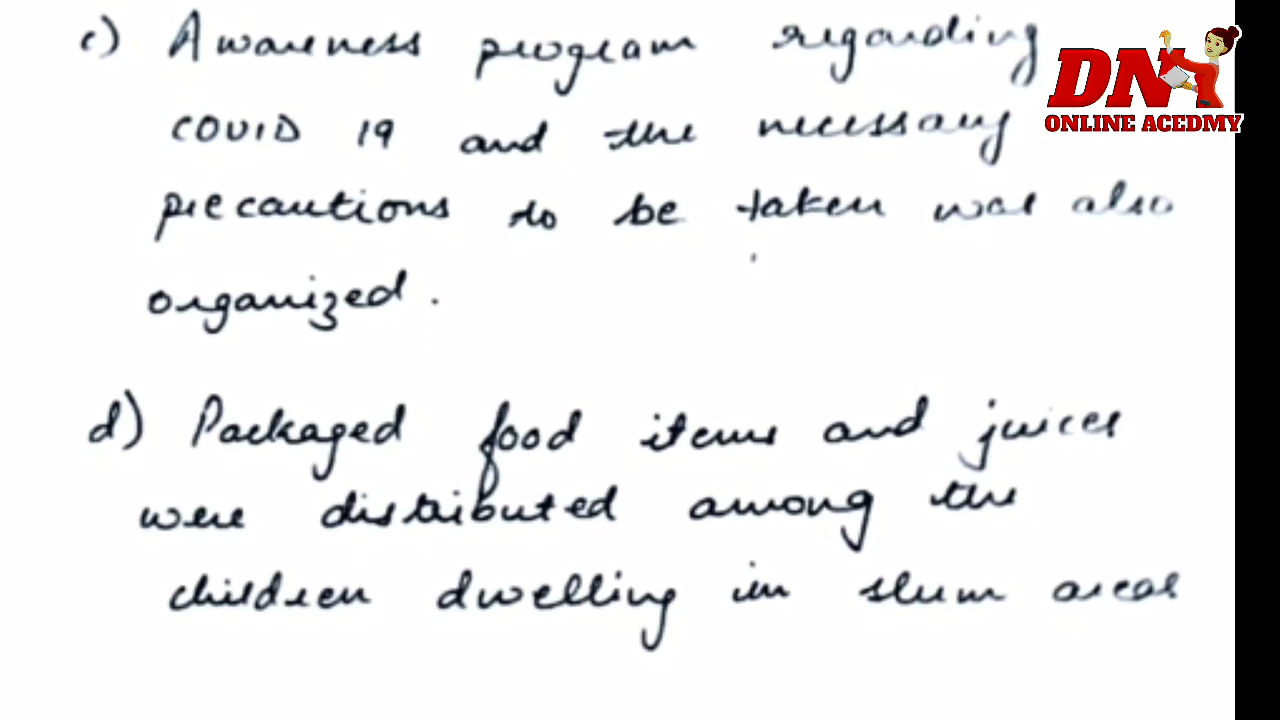 c) Awareness program regarding
COVID 19 and the necessary
precautions to be taken was also
organized.
d) Packaged food items and juices
were distributed among the
children dwelling in slum areas
DNA
ONLINE ACEDMY